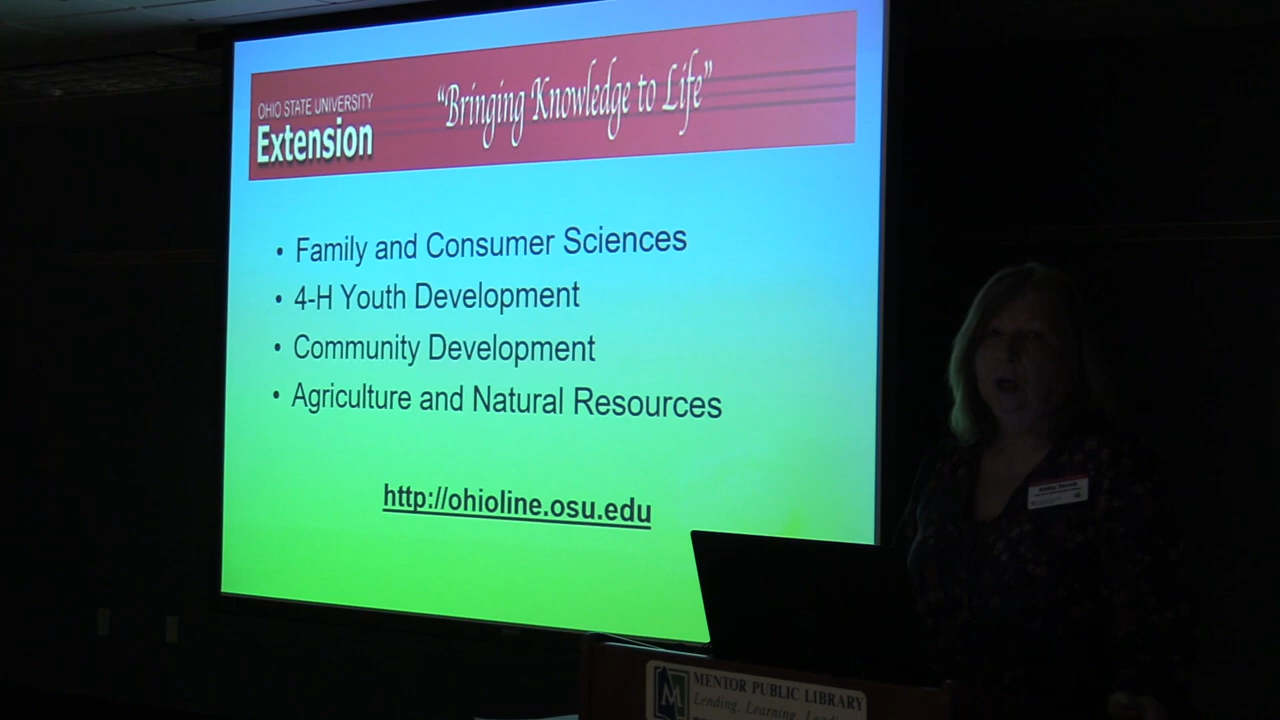 OHIO STATE UNIVERSITY
Extension
“Bringing Knowledge to Life”
• Family and Consumer Sciences
• 4-H Youth Development
• Community Development
• Agriculture and Natural Resources
http://ohioline.osu.edu
M
MENTOR PUBLIC LIBRARY
Lending. Learning.